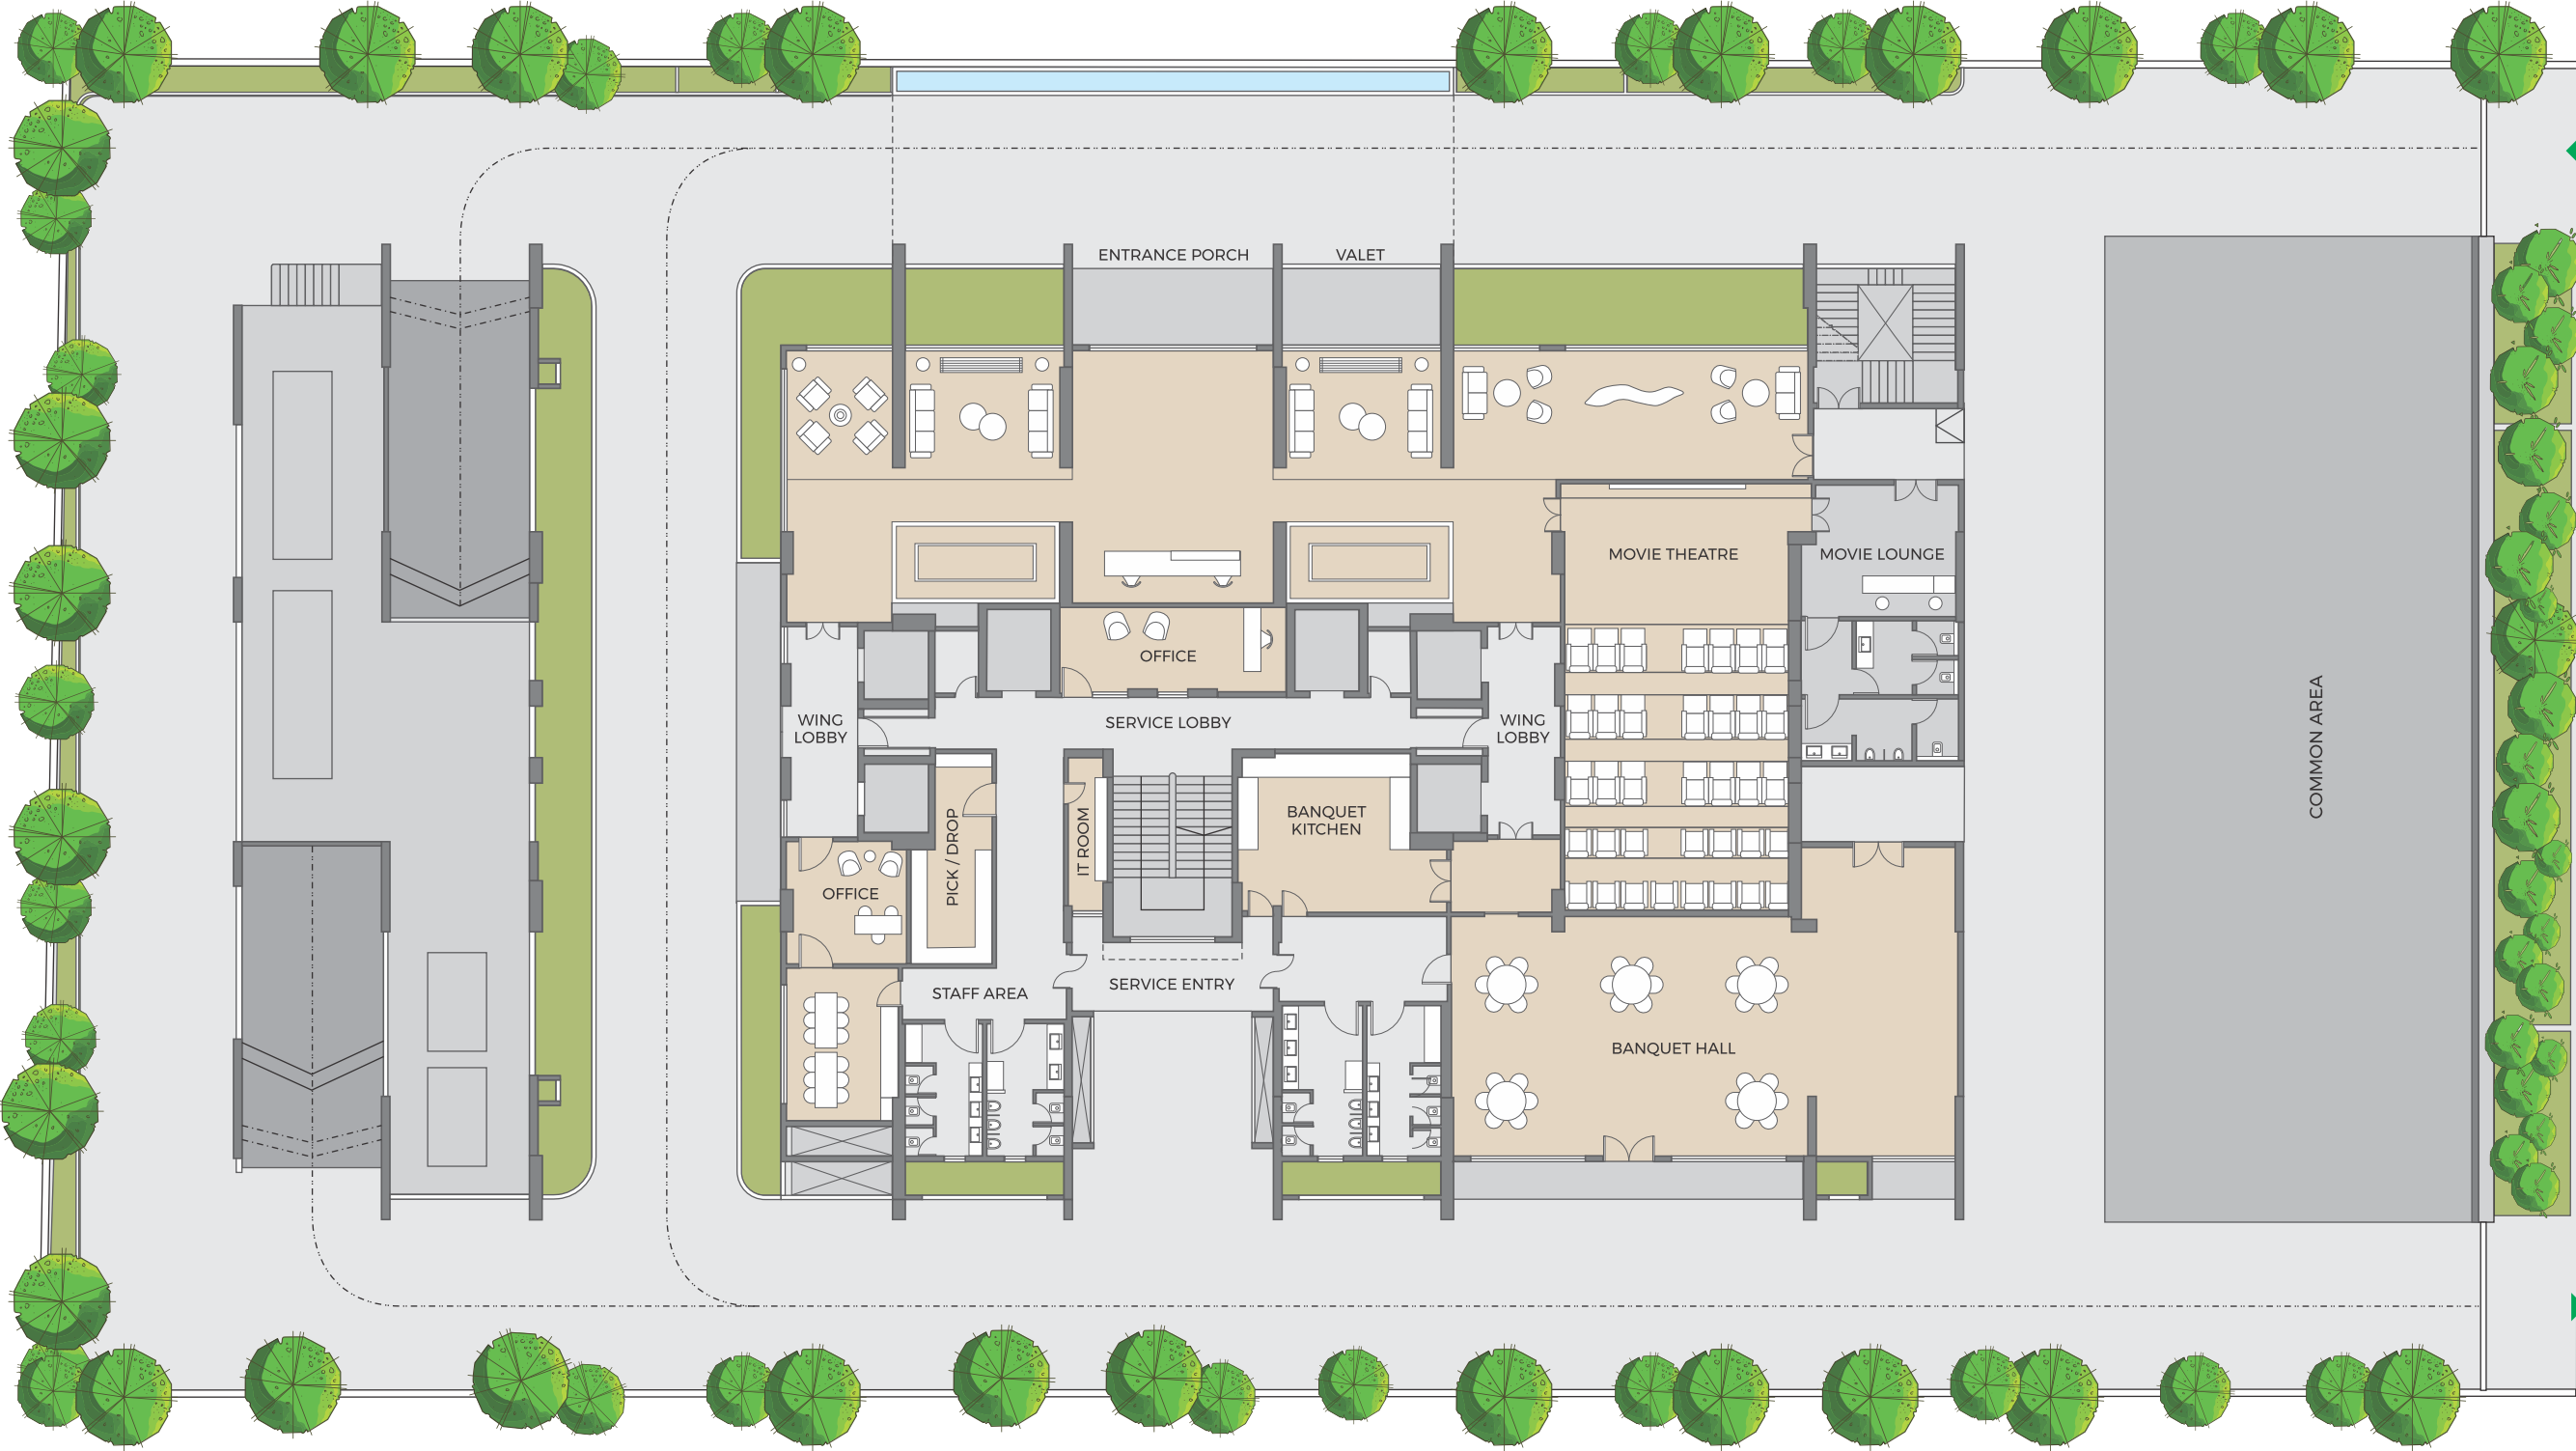 ENTRANCE PORCH
VALET
MOVIE THEATRE
MOVIE LOUNGE
OFFICE
WING
LOBBY
SERVICE LOBBY
WING
LOBBY
COMMON AREA
PICK / DROP
IT ROOM
BANQUET
KITCHEN
OFFICE
STAFF AREA
SERVICE ENTRY
BANQUET HALL